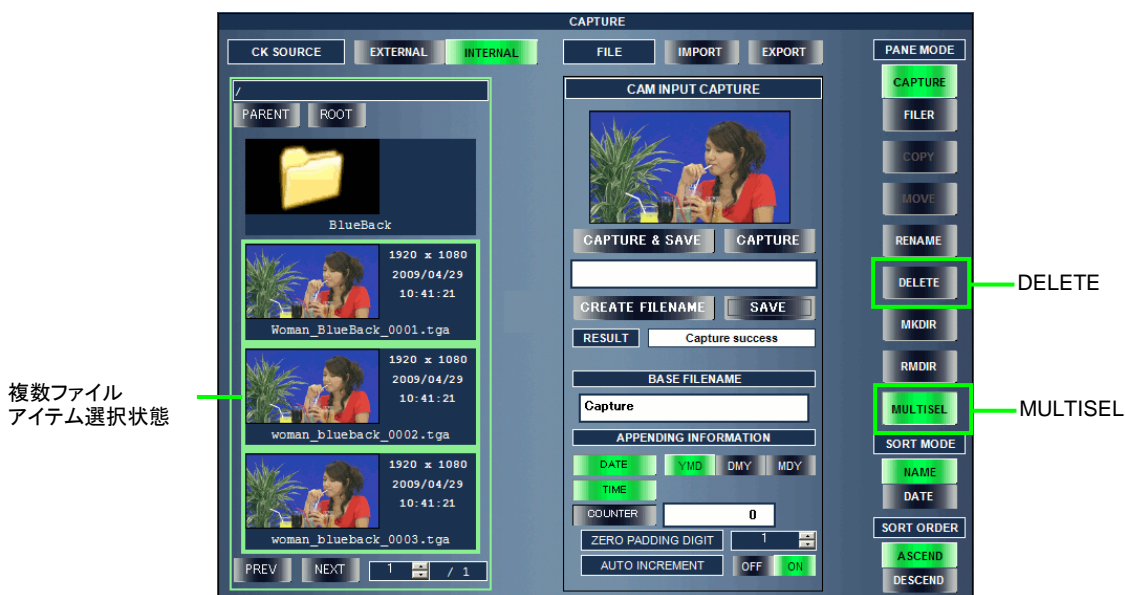 CAPTURE
CK SOURCE
EXTERNAL
INTERNAL
FILE
IMPORT
EXPORT
PANE MODE
/
PARENT
ROOT
BlueBack
1920 x 1080
2009/04/29
10:41:21
Woman_BlueBack_0001.tga
1920 x 1080
2009/04/29
10:41:21
woman_blueback_0002.tga
1920 x 1080
2009/04/29
10:41:21
woman_blueback_0003.tga
PREV
NEXT
1
/ 1
複数ファイル
アイテム選択状態
CAM INPUT CAPTURE
CAPTURE & SAVE
CAPTURE
CREATE FILENAME
SAVE
RESULT
Capture success
BASE FILENAME
Capture
APPENDING INFORMATION
DATE
YMD
DMY
MDY
TIME
COUNTER
0
ZERO PADDING DIGIT
1
AUTO INCREMENT
OFF
ON
CAPTURE
FILER
COPY
MOVE
RENAME
DELETE
MKDIR
RMDIR
MULTISEL
SORT MODE
NAME
DATE
SORT ORDER
ASCEND
DESCEND
DELETE
MULTISEL